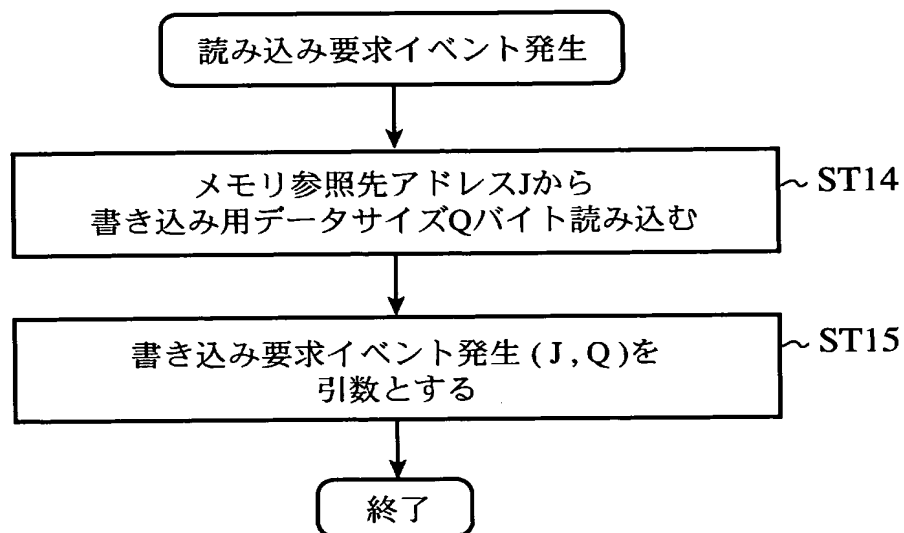 読み込み要求イベント発生
メモリ参照先アドレスJから
書き込み用データサイズQバイト読み込む
~ ST14
書き込み要求イベント発生 ( J , Q )を
引数とする
~ ST15
終了